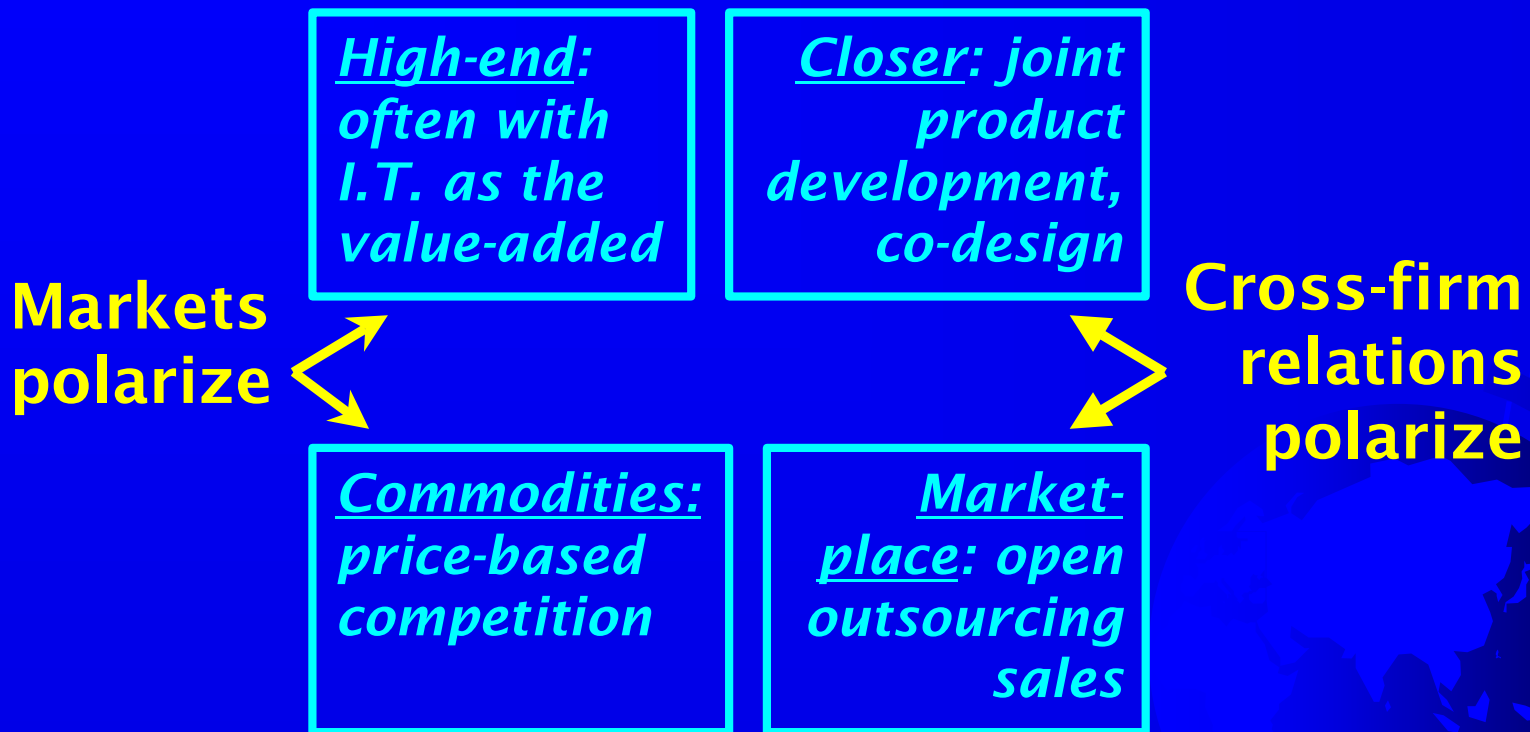 High-end:
often with
I.T. as the
value-added
Closer: joint
product
development,
co-design
Markets
polarize
Cross-firm
relations
polarize
Commodities:
price-based
competition
Market-
place: open
outsourcing
sales